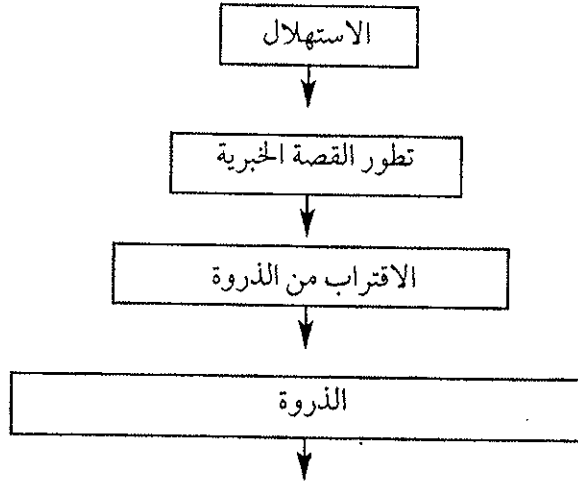 الاستهلال
تطور القصة الخبرية
الاقتراب من الذروة
الذروة